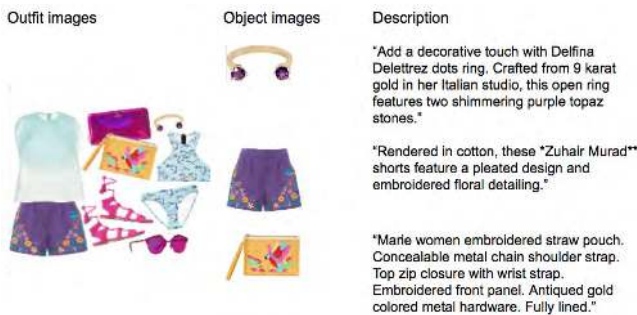 Outfit images
Object images
Description
"Add a decorative touch with Delfina
Delettrez dots ring. Crafted from 9 karat
gold in her Italian studio, this open ring
features two shimmering purple topaz
stones."
"Rendered in cotton, these *Zuhair Murad**
shorts feature a pleated design and
embroidered floral detailing."
"Marie women embroidered straw pouch.
Concealable metal chain shoulder strap.
Top zip closure with wrist strap.
Embroidered front panel. Antiqued gold
colored metal hardware. Fully lined."